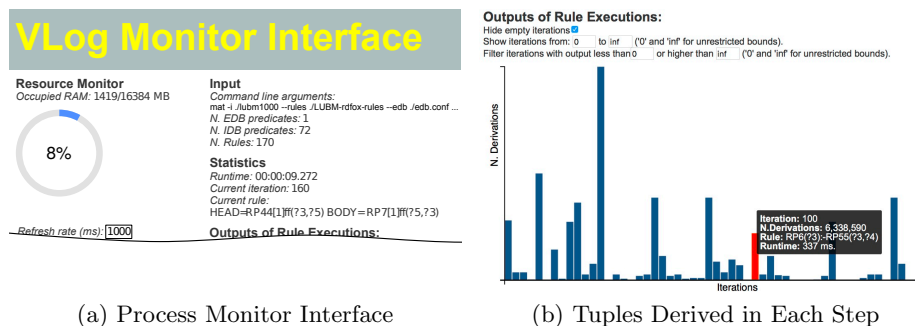 VLog Monitor Interface
Resource Monitor
Occupied RAM: 1419/16384 MB
8%
Refresh rate (ms): 1000
Input
Command line arguments:
mat -i ./lubm1000 --rules ./LUBM-rdfox-rules --edb ./edb.conf ...
N. EDB predicates: 1
N. IDB predicates: 72
N. Rules: 170
Statistics
Runtime: 00:00:09.272
Current iteration: 160
Current rule:
HEAD=RP44[1]ff(?3,?5) BODY=RP7[1]ff(?5,?3)
Outputs of Rule Executions:
(a) Process Monitor Interface
Outputs of Rule Executions:
Hide empty iterations
Show iterations from: 0 to inf ('0' and 'inf' for unrestricted bounds).
Filter iterations with output less than 0 or higher than inf ('0' and 'inf' for unrestricted bounds).
N. Derivations
Iteration: 100
N.Derivations: 6,338,590
Rule: RP6(?3):-RP55(?3,?4)
Runtime: 337 ms.
Iterations
(b) Tuples Derived in Each Step